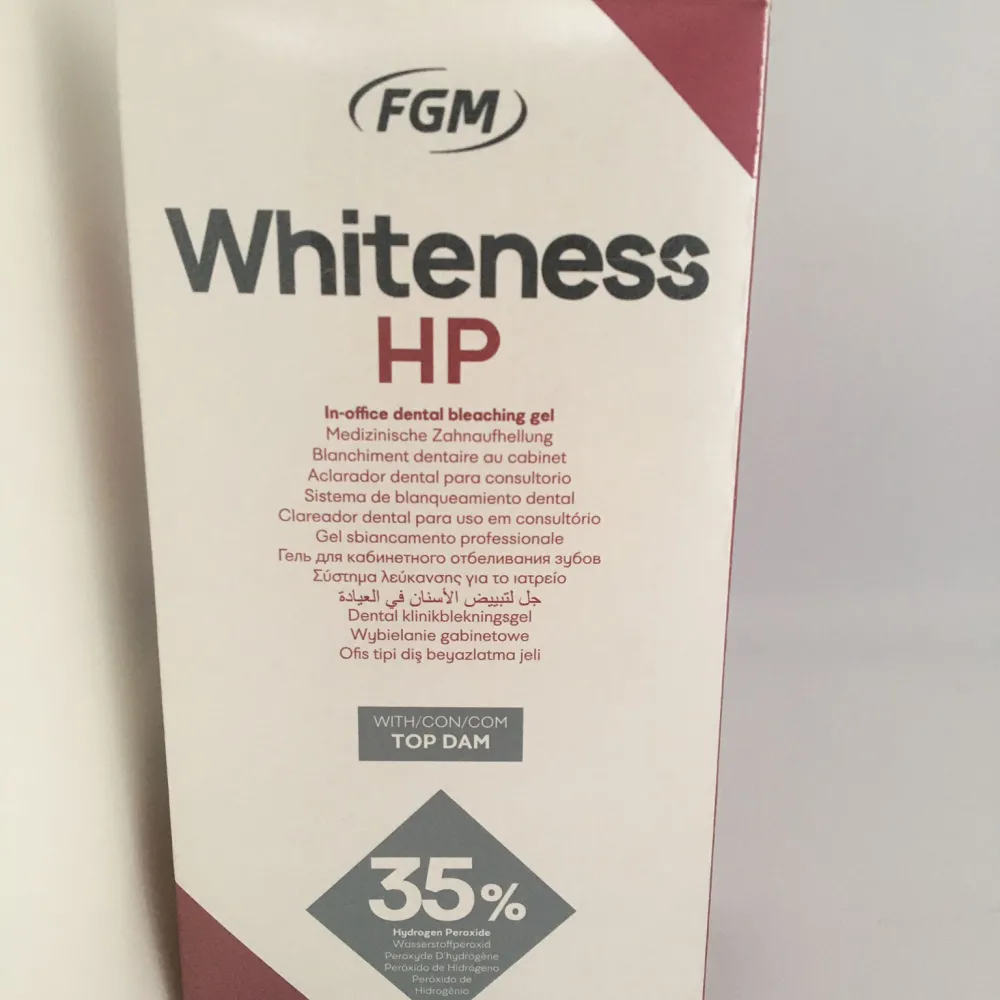 FGM
Whiteness
HP
In-office dental bleaching gel
Medizinische Zahnaufhellung
Blanchiment dentaire au cabinet
Aclarador dental para consultorio
Sistema de blanqueamiento dental
Clareador dental para uso em consultório
Gel sbiancamento professionale
Гель для кабинетного отбеливания зубов
Σύστημα λεύκανσης για το ιατρείο
جل لتبييض الأسنان في العيادة
Dental klinikblekningsgel
Wybielanie gabinetowe
Ofis tipi diş beyazlatma jeli
WITH/CON/COM
TOP DAM
35%
Hydrogen Peroxide
Wasserstoffperoxid
Peroxyde D'hydrogène
Peróxido de Hidrógeno
Peróxido de
Hidrogênio